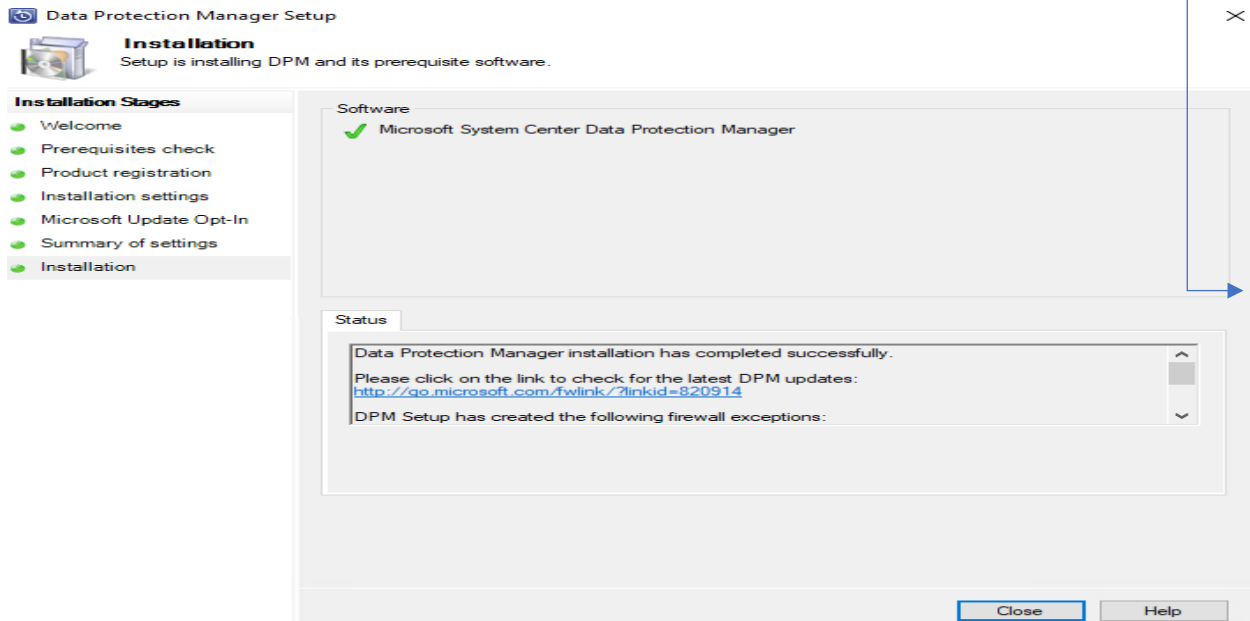 Data Protection Manager Setup
Installation
Setup is installing DPM and its prerequisite software.
Installation Stages
Welcome
Prerequisites check
Product registration
Installation settings
Microsoft Update Opt-In
Summary of settings
Installation
Software
Microsoft System Center Data Protection Manager
Status
Data Protection Manager installation has completed successfully.
Please click on the link to check for the latest DPM updates:
http://go.microsoft.com/fwlink/?linkid=820914
DPM Setup has created the following firewall exceptions:
Close
Help